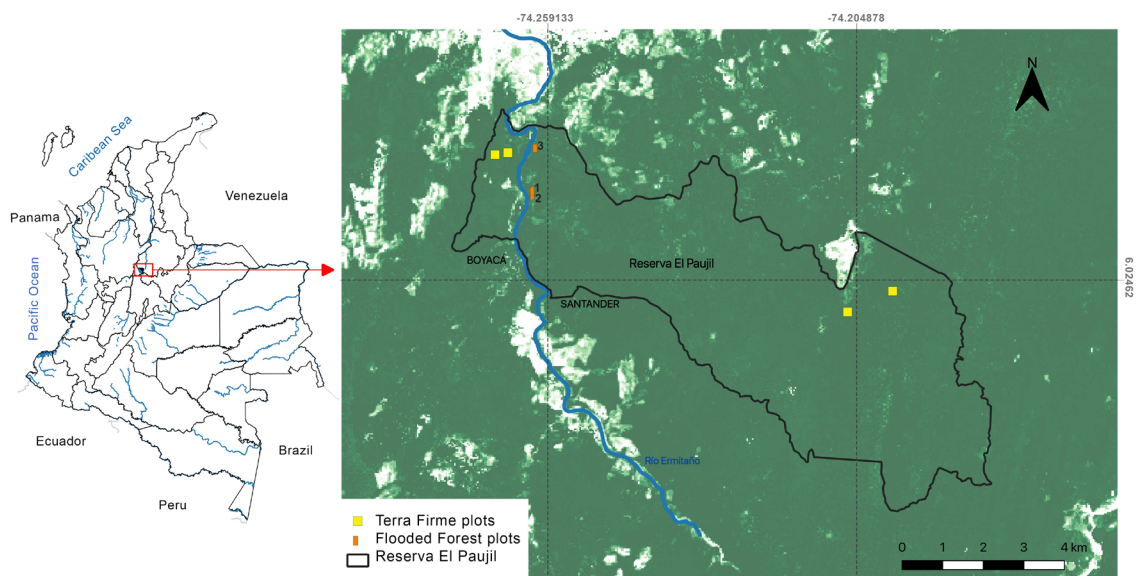 -74.259133
-74.204878
N
Caribean Sea
Venezuela
Panama
Pacific Ocean
Ecuador
Brazil
Peru
3
1
2
BOYACÁ
Reserva El Paujil
SANTANDER
6.02462
Río Ermitaño
Terra Firme plots
Flooded Forest plots
Reserva El Paujil
0 1 2 3 4 km